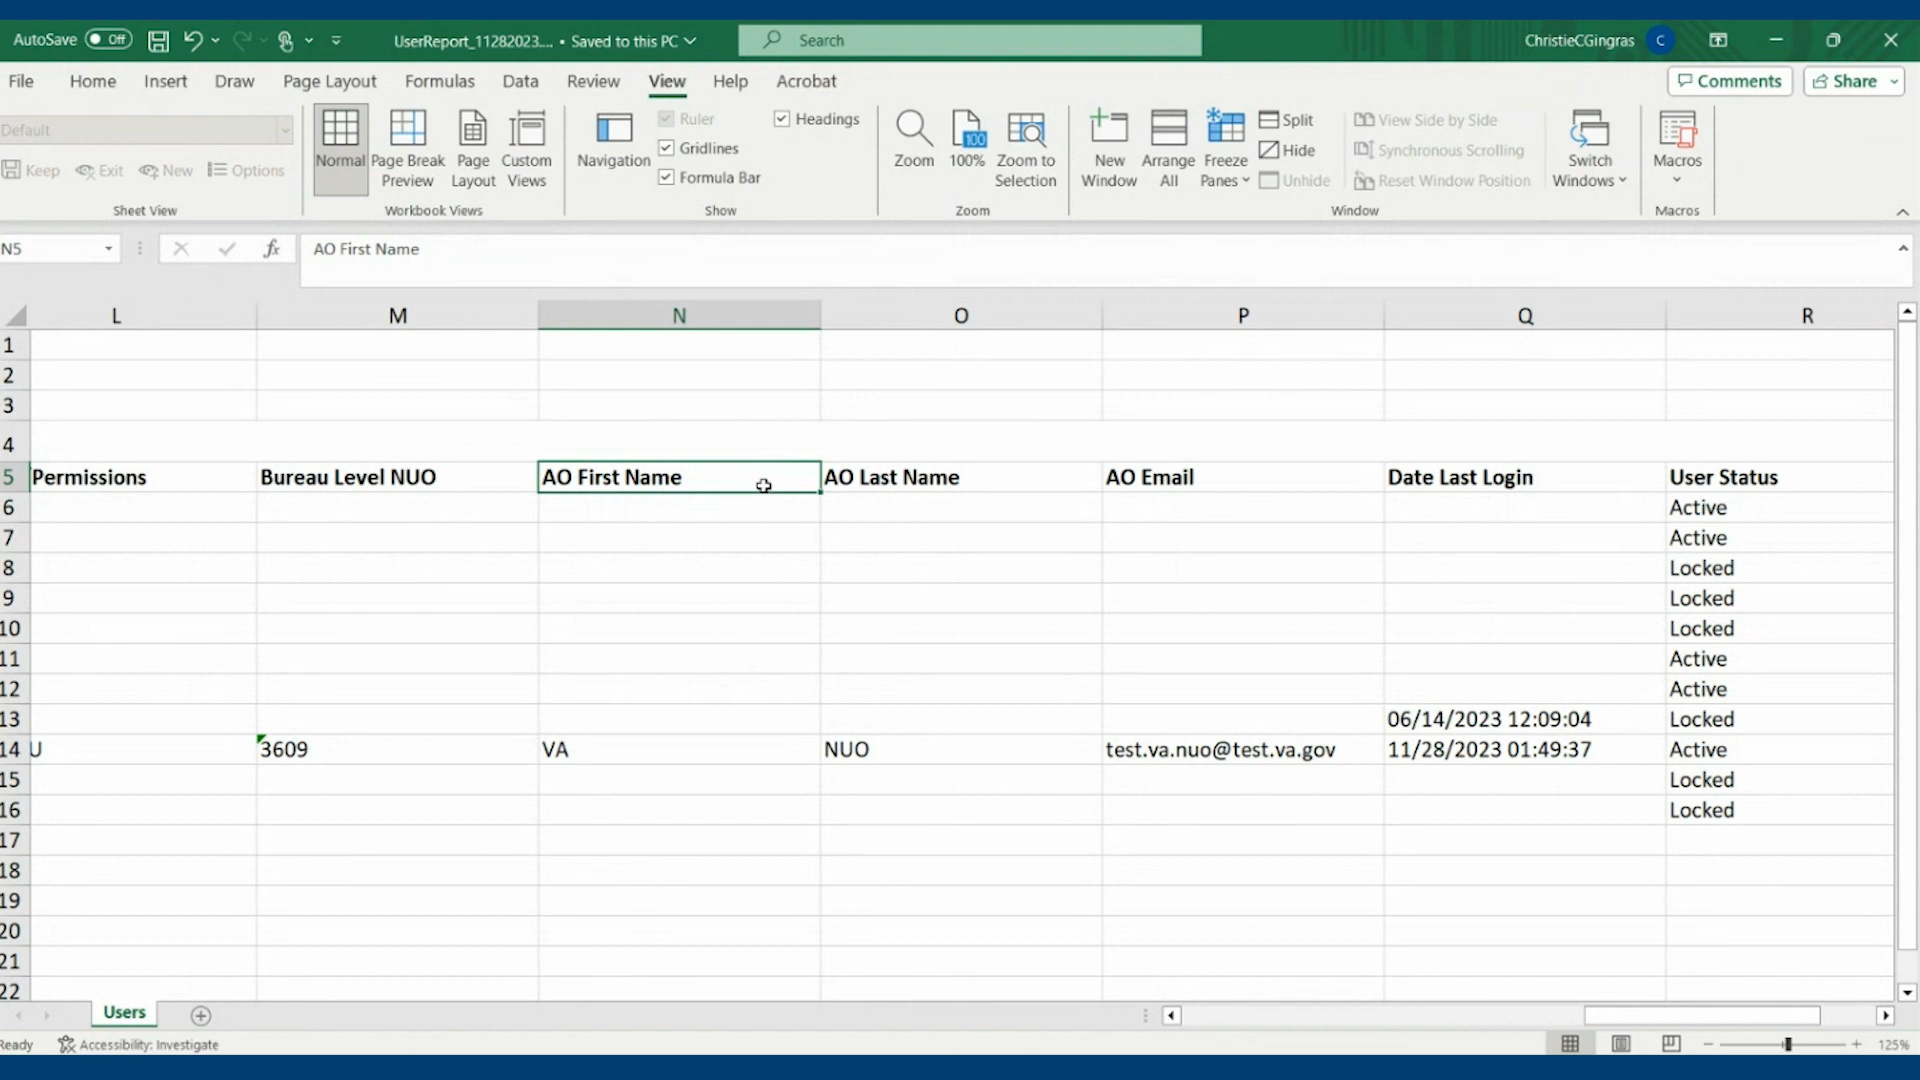 AutoSave Off UserReport_11282023.... • Saved to this PC Search ChristieCGingras C
File Home Insert Draw Page Layout Formulas Data Review View Help Acrobat Comments Share
Default
Keep Exit New Options
Sheet View
Normal Page Break Preview Page Layout Custom Views
Workbook Views
Navigation Ruler Headings
Gridlines
Formula Bar
Show
Zoom 100 100% Zoom to Selection
Zoom
New Window Arrange All Freeze Panes Split
Hide
Unhide
View Side by Side
Synchronous Scrolling
Reset Window Position
Switch Windows
Window
Macros
Macros
N5 fx AO First Name
L M N O P Q R
1
2
3
4
5 Permissions Bureau Level NUO AO First Name AO Last Name AO Email Date Last Login User Status
6 Active
7 Active
8 Locked
9 Locked
10 Locked
11 Active
12 Active
13 06/14/2023 12:09:04 Locked
14 U 3609 VA NUO test.va.nuo@test.va.gov 11/28/2023 01:49:37 Active
15 Locked
16 Locked
17
18
19
20
21
22
Users
Ready Accessibility: Investigate 125%